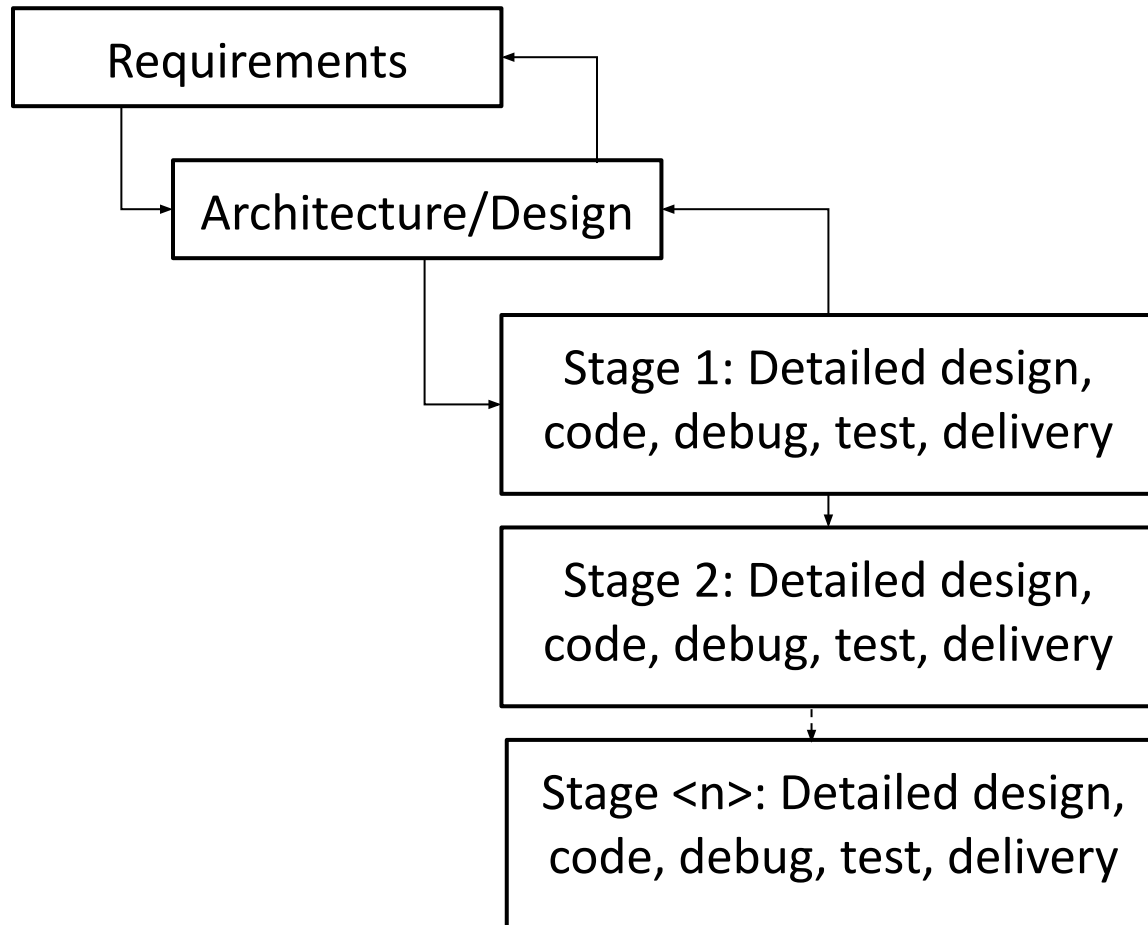 Requirements
Architecture/Design
Stage 1: Detailed design,
code, debug, test, delivery
Stage 2: Detailed design,
code, debug, test, delivery
Stage <n>: Detailed design,
code, debug, test, delivery